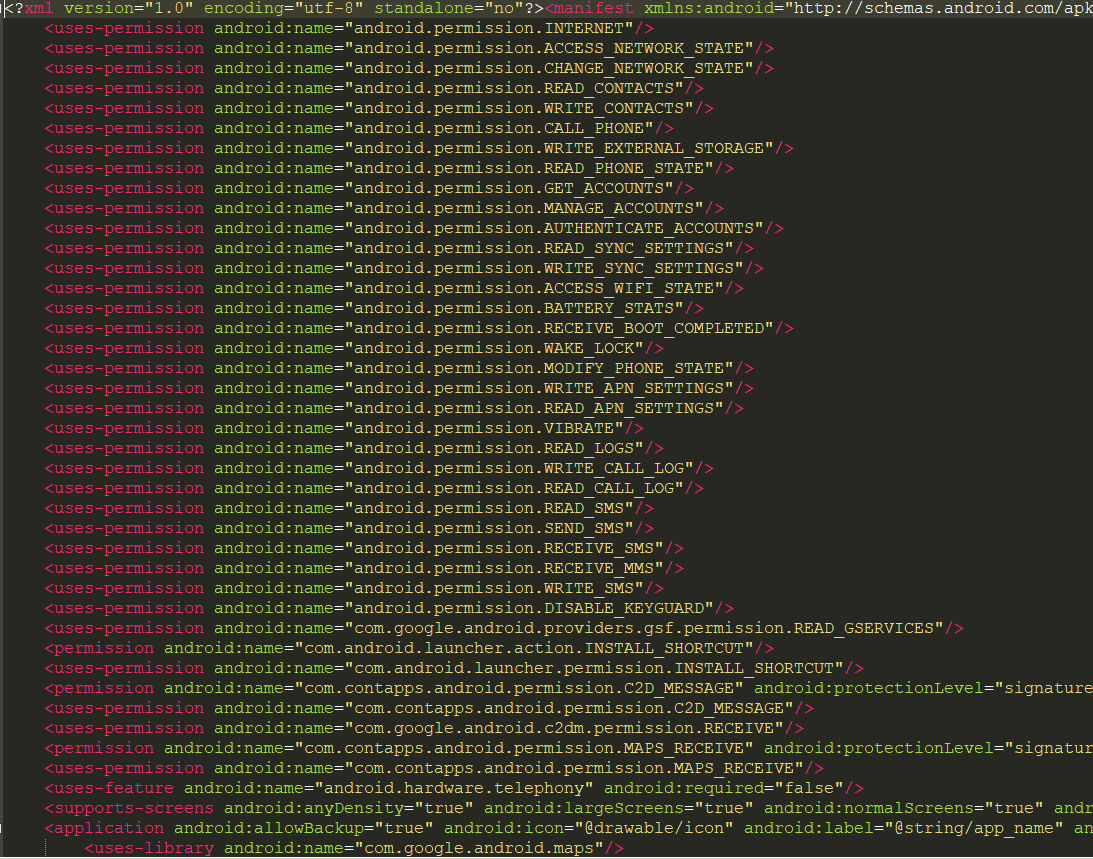 <?xml version="1.0" encoding="utf-8" standalone="no"?><manifest xmlns:android="http://schemas.android.com/apk
<uses-permission android:name="android.permission.INTERNET"/>
<uses-permission android:name="android.permission.ACCESS_NETWORK_STATE"/>
<uses-permission android:name="android.permission.CHANGE_NETWORK_STATE"/>
<uses-permission android:name="android.permission.READ_CONTACTS"/>
<uses-permission android:name="android.permission.WRITE_CONTACTS"/>
<uses-permission android:name="android.permission.CALL_PHONE"/>
<uses-permission android:name="android.permission.WRITE_EXTERNAL_STORAGE"/>
<uses-permission android:name="android.permission.READ_PHONE_STATE"/>
<uses-permission android:name="android.permission.GET_ACCOUNTS"/>
<uses-permission android:name="android.permission.MANAGE_ACCOUNTS"/>
<uses-permission android:name="android.permission.AUTHENTICATE_ACCOUNTS"/>
<uses-permission android:name="android.permission.READ_SYNC_SETTINGS"/>
<uses-permission android:name="android.permission.WRITE_SYNC_SETTINGS"/>
<uses-permission android:name="android.permission.ACCESS_WIFI_STATE"/>
<uses-permission android:name="android.permission.BATTERY_STATS"/>
<uses-permission android:name="android.permission.RECEIVE_BOOT_COMPLETED"/>
<uses-permission android:name="android.permission.WAKE_LOCK"/>
<uses-permission android:name="android.permission.MODIFY_PHONE_STATE"/>
<uses-permission android:name="android.permission.WRITE_APN_SETTINGS"/>
<uses-permission android:name="android.permission.READ_APN_SETTINGS"/>
<uses-permission android:name="android.permission.VIBRATE"/>
<uses-permission android:name="android.permission.READ_LOGS"/>
<uses-permission android:name="android.permission.WRITE_CALL_LOG"/>
<uses-permission android:name="android.permission.READ_CALL_LOG"/>
<uses-permission android:name="android.permission.READ_SMS"/>
<uses-permission android:name="android.permission.SEND_SMS"/>
<uses-permission android:name="android.permission.RECEIVE_SMS"/>
<uses-permission android:name="android.permission.RECEIVE_MMS"/>
<uses-permission android:name="android.permission.WRITE_SMS"/>
<uses-permission android:name="android.permission.DISABLE_KEYGUARD"/>
<uses-permission android:name="com.google.android.providers.gsf.permission.READ_GSERVICES"/>
<permission android:name="com.android.launcher.action.INSTALL_SHORTCUT"/>
<uses-permission android:name="com.android.launcher.permission.INSTALL_SHORTCUT"/>
<permission android:name="com.contapps.android.permission.C2D_MESSAGE" android:protectionLevel="signature
<uses-permission android:name="com.contapps.android.permission.C2D_MESSAGE"/>
<uses-permission android:name="com.google.android.c2dm.permission.RECEIVE"/>
<permission android:name="com.contapps.android.permission.MAPS_RECEIVE" android:protectionLevel="signatur
<uses-permission android:name="com.contapps.android.permission.MAPS_RECEIVE"/>
<uses-feature android:name="android.hardware.telephony" android:required="false"/>
<supports-screens android:anyDensity="true" android:largeScreens="true" android:normalScreens="true" andr
<application android:allowBackup="true" android:icon="@drawable/icon" android:label="@string/app_name" an
<uses-library android:name="com.google.android.maps"/>